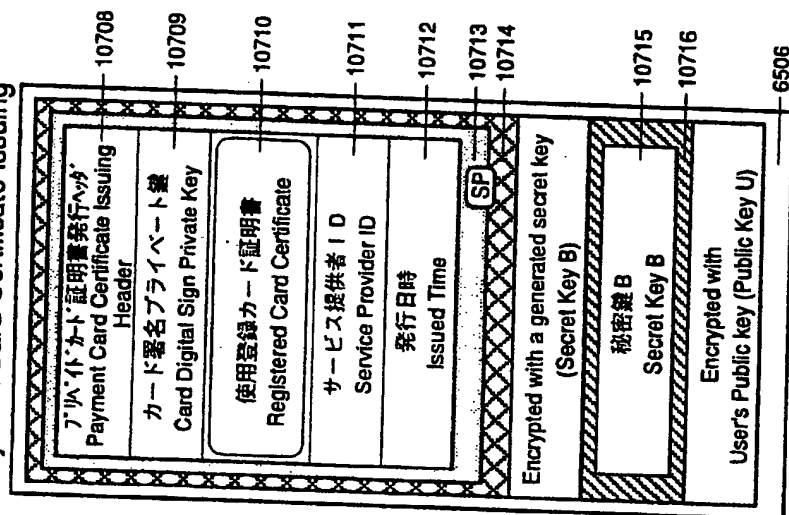 Card Certificate Issuing
プリペイドカード証明書発行ヘッダ
Payment Card Certificate Issuing
Header
10708
カード署名プライベート鍵
Card Digital Sign Private Key
10709
使用登録カード証明書
Registered Card Certificate
10710
サービス提供者ID
Service Provider ID
10711
発行日時
Issued Time
10712
SP
10713
10714
Encrypted with a generated secret key
(Secret Key B)
秘密鍵 B
Secret Key B
10715
10716
Encrypted with
User's Public key (Public Key U)
6506